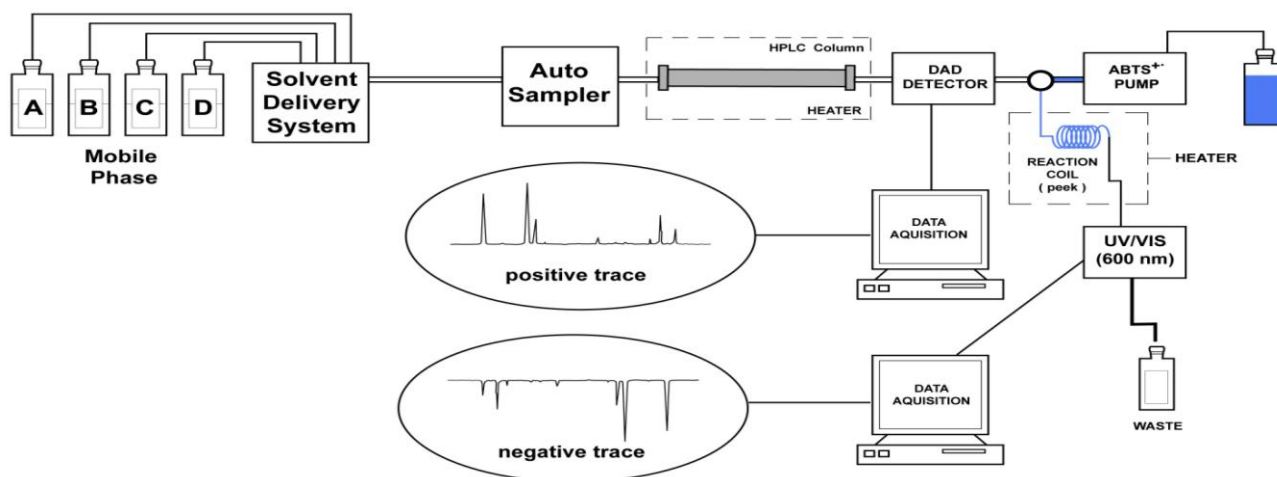 A
B
C
D
Mobile
Phase
Solvent
Delivery
System
Auto
Sampler
HPLC Column
HEATER
DAD
DETECTOR
ABTS+·
PUMP
REACTION
COIL
( peek )
HEATER
UV/VIS
(600 nm)
WASTE
DATA
AQUISITION
positive trace
DATA
AQUISITION
negative trace